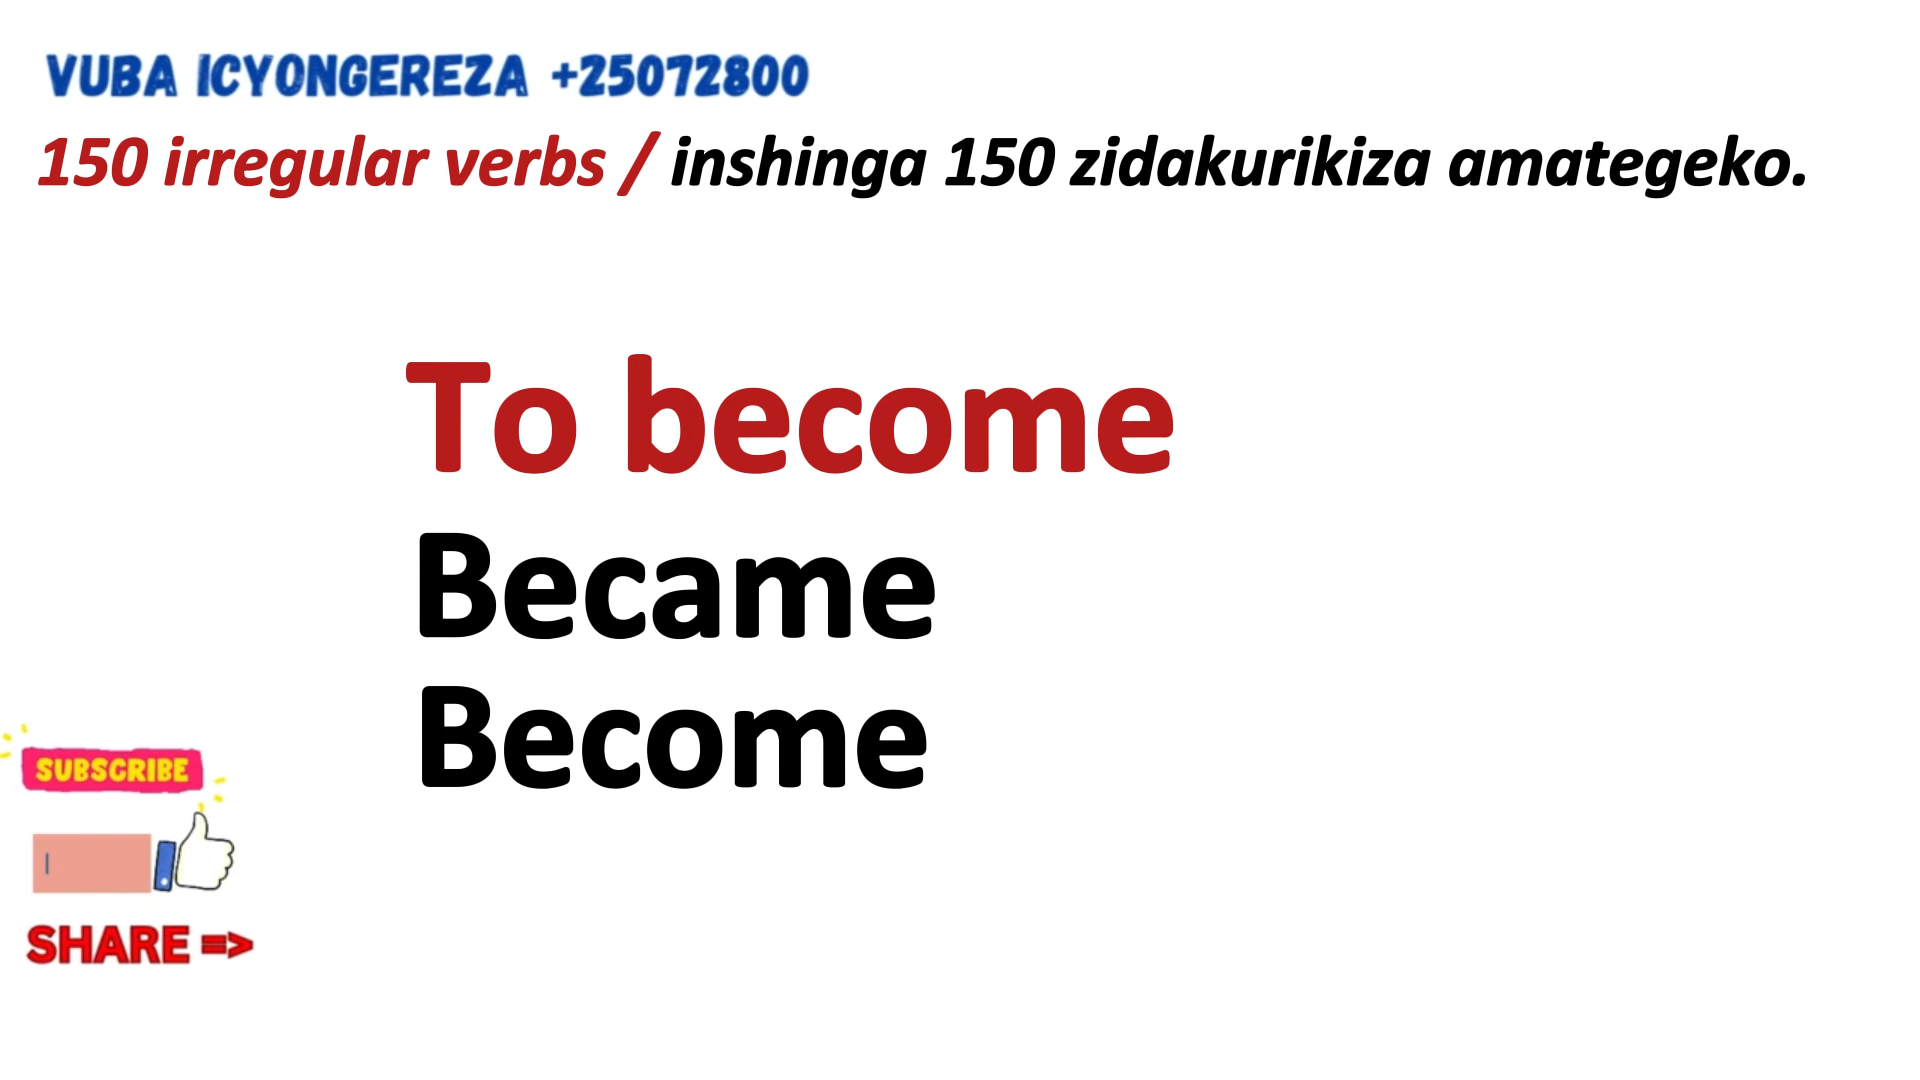 VUBA ICYONGEREZA +25072800
150 irregular verbs / inshinga 150 zidakurikiza amategeko.
To become
Became
Become
SUBSCRIBE
SHARE =>